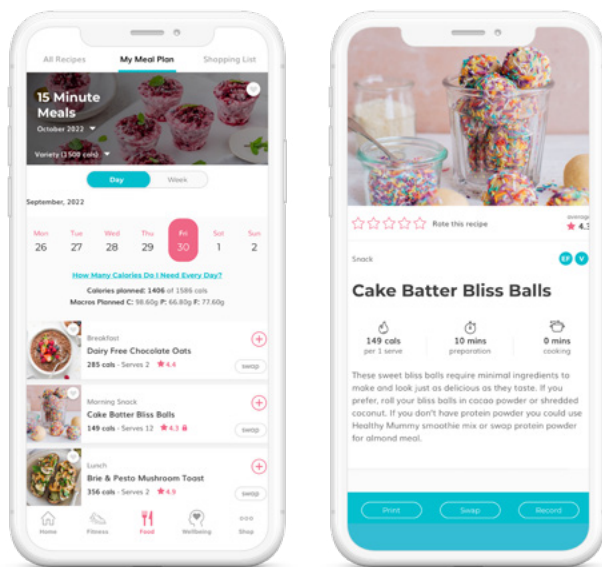 All Recipes
My Meal Plan
Shopping List
15 Minute
Meals
October 2022
Variety (1500 cals)
Day
Week
September, 2022
Mon
Tue
Wed
Thu
Fri
Sat
Sun
26
27
28
29
30
1
2
How Many Calories Do I Need Every Day?
Calories planned: 1406 of 1586 cals
Macros Planned C: 98.60g P: 66.80g F: 77.60g
Breakfast
Dairy Free Chocolate Oats
285 cals - Serves 2 ★4.4
swap
Morning Snack
Cake Batter Bliss Balls
149 cals - Serves 12 ★4.3
Lunch
Brie & Pesto Mushroom Toast
356 cals - Serves 2 ★4.9
swap
Home
Fitness
Food
Wellbeing
Shop
Rate this recipe
average
★ 4.3
Snack
EF
V
Cake Batter Bliss Balls
149 cals
per 1 serve
10 mins
preparation
0 mins
cooking
These sweet bliss balls require minimal ingredients to
make and look just as delicious as they taste. If you
prefer, roll your bliss balls in cacao powder or shredded
coconut. If you don't have protein powder you could use
Healthy Mummy smoothie mix or swap protein powder
for almond meal.
Print
Swap
Record